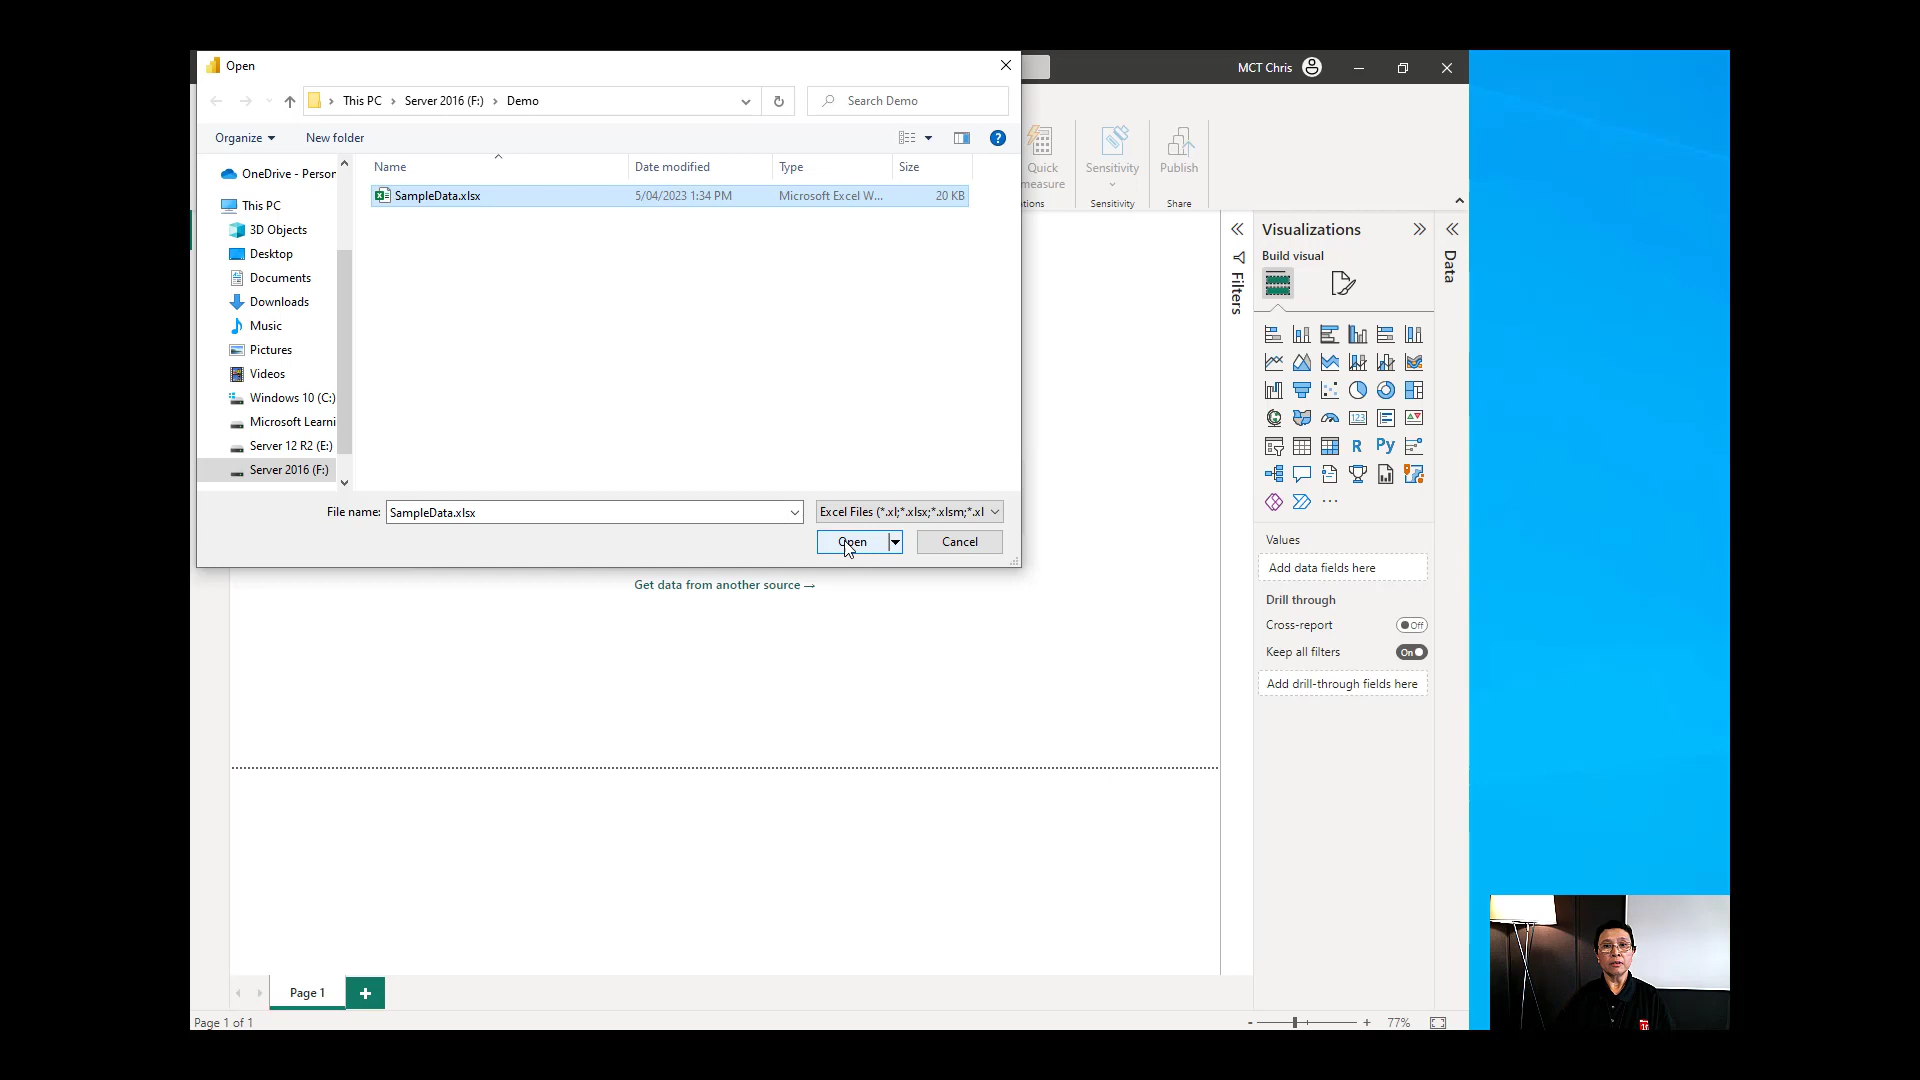 Open
MCT Chris
This PC
Server 2016 (F:)
Demo
Search Demo
Organize
New folder
Name
Date modified
Type
Size
SampleData.xlsx
5/04/2023 1:34 PM
Microsoft Excel W...
20 KB
OneDrive - Person
This PC
3D Objects
Desktop
Documents
Downloads
Music
Pictures
Videos
Windows 10 (C:)
Microsoft Learni
Server 12 R2 (E:)
Server 2016 (F:)
File name:
SampleData.xlsx
Excel Files (*.xl;*.xlsx;*.xlsm;*.xl
Open
Cancel
Quick
measure
Sensitivity
Publish
Sensitivity
Share
Get data from another source →
Filters
Visualizations
Build visual
123
R
Py
...
Values
Add data fields here
Drill through
Cross-report
Off
Keep all filters
On
Add drill-through fields here
Data
Page 1
+
Page 1 of 1
-
+
77%